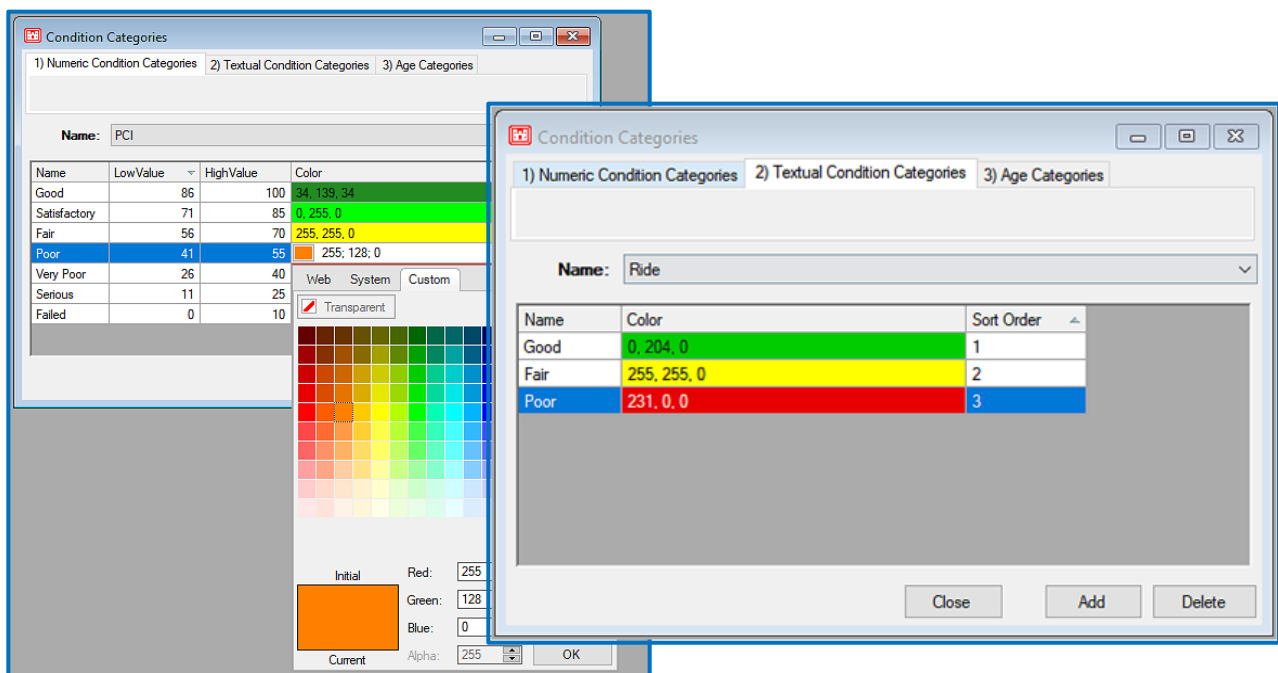 Condition Categories
1) Numeric Condition Categories 2) Textual Condition Categories 3) Age Categories
Name: PCI
Name LowValue HighValue Color
Good 86 100 34, 139, 34
Satisfactory 71 85 0, 255, 0
Fair 56 70 255, 255, 0
Poor 41 55 255; 128; 0
Very Poor 26 40
Serious 11 25
Failed 0 10
Web System Custom
Transparent
Initial
Current
Red: 255
Green: 128
Blue: 0
Alpha: 255
OK
Condition Categories
1) Numeric Condition Categories 2) Textual Condition Categories 3) Age Categories
Name: Ride
Name Color Sort Order
Good 0, 204, 0 1
Fair 255, 255, 0 2
Poor 231, 0, 0 3
Close Add Delete